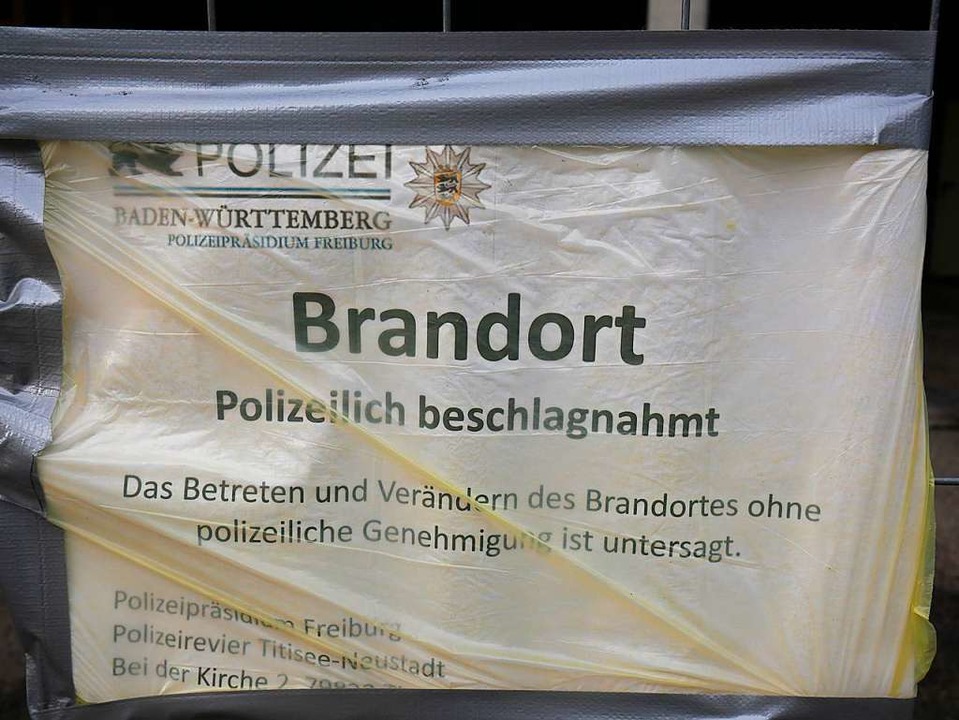 POLIZEI
BADEN-WÜRTTEMBERG
POLIZEIPRÄSIDIUM FREIBURG
Brandort
Polizeilich beschlagnahmt
Das Betreten und Verändern des Brandortes ohne
polizeiliche Genehmigung ist untersagt.
Polizeipräsidium Freiburg
Polizeirevier Titisee-Neustadt
Bei der Kirche 2,